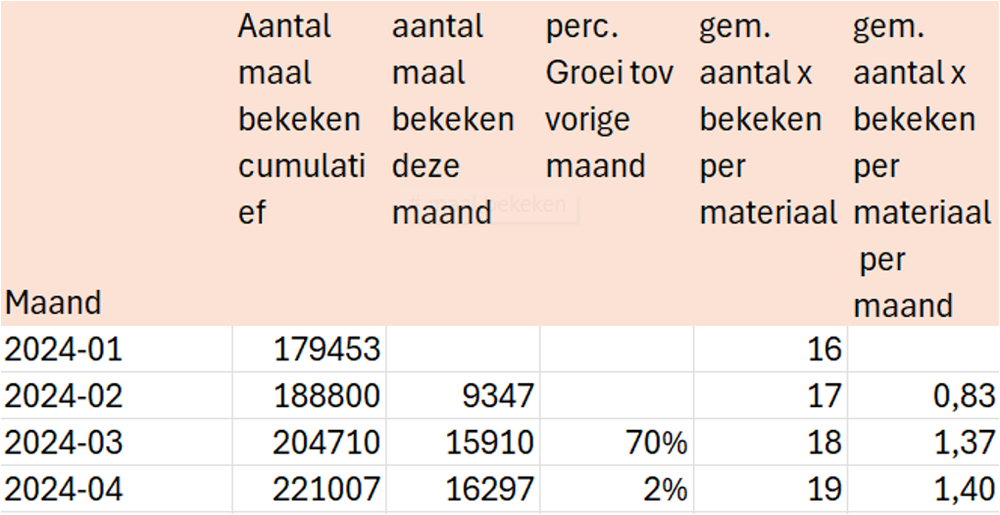 Maand	Aantal maal bekeken cumulati ef	aantal maal bekeken deze maand	perc. Groei tov vorige maand	gem. aantal x bekeken per materiaal	gem. aantal x bekeken per materiaal per maand
2024-01	179453			16	
2024-02	188800	9347		17	0,83
2024-03	204710	15910	70%	18	1,37
2024-04	221007	16297	2%	19	1,40